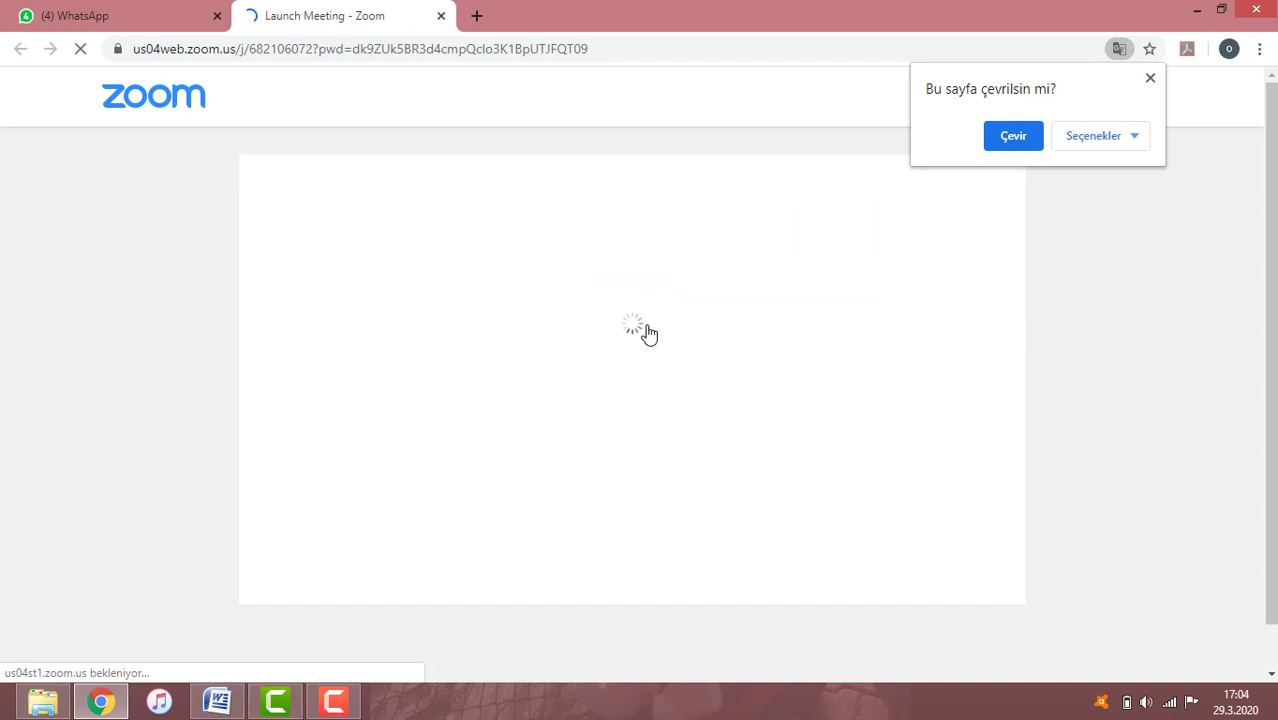 (4) WhatsApp
Launch Meeting - Zoom
us04web.zoom.us/j/682106072?pwd=dk9ZUk5BR3d4cmpQclo3K1BpUTJFQT09
O
zoom
Bu sayfa çevrilsin mi?
Çevir
Seçenekler
us04st1.zoom.us bekleniyor...
17:04
29.3.2020